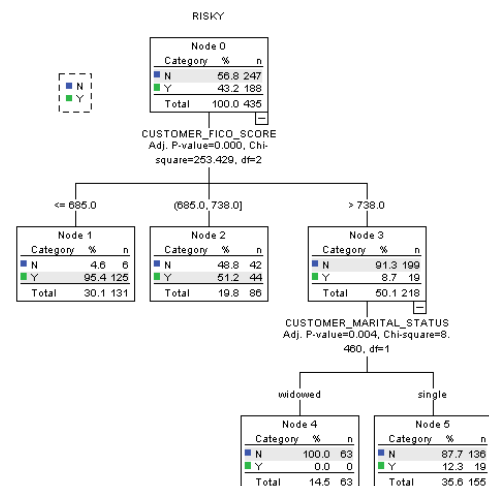 RISKY
N
Y
Node 0
Category % n
N 56.8 247
Y 43.2 188
Total 100.0 435
CUSTOMER_FICO_SCORE
Adj. P-value=0.000, Chi-
square=253.429, df=2
<= 685.0
(685.0, 738.0]
> 738.0
Node 1
Category % n
N 4.6 6
Y 95.4 125
Total 30.1 131
Node 2
Category % n
N 48.8 42
Y 51.2 44
Total 19.8 86
Node 3
Category % n
N 91.3 199
Y 8.7 19
Total 50.1 218
CUSTOMER_MARITAL_STATUS
Adj. P-value=0.004, Chi-square=8.
460, df=1
widowed
single
Node 4
Category % n
N 100.0 63
Y 0.0 0
Total 14.5 63
Node 5
Category % n
N 87.7 136
Y 12.3 19
Total 35.6 155